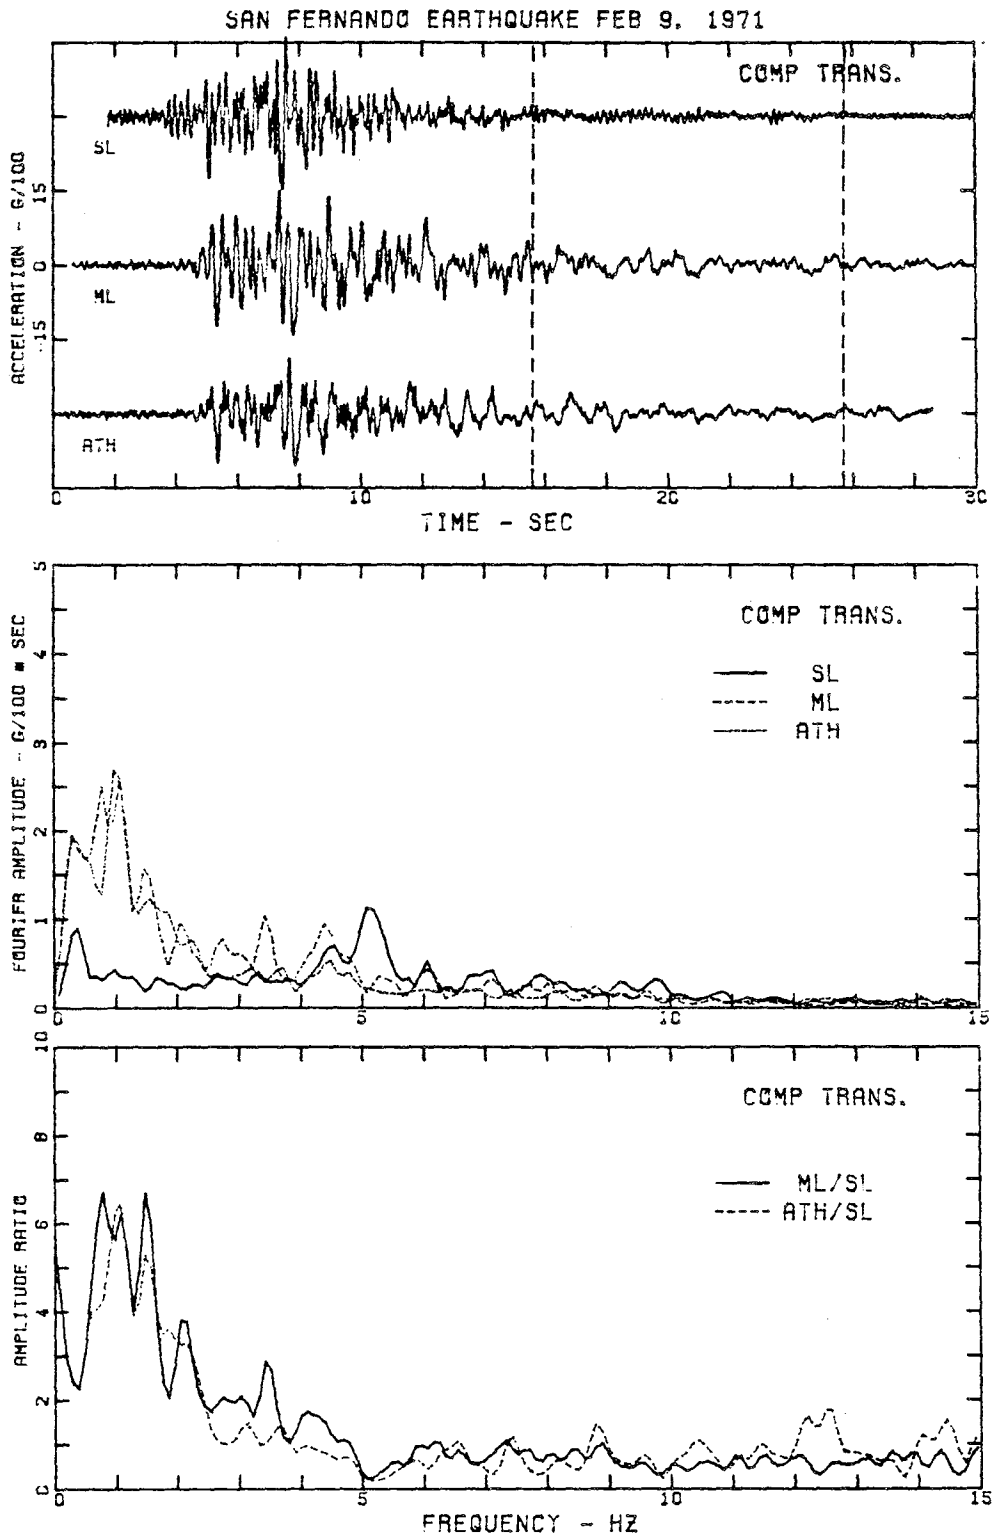 SAN FERNANDO EARTHQUAKE FEB 9, 1971
COMP TRANS.
SL
ML
ATH
ACCELERATION - G/100
15
0
-15
0 10 20 30
TIME - SEC
COMP TRANS.
SL
ML
ATH
FOURIER AMPLITUDE - G/100 * SEC
5
4
3
2
1
0
0 5 10 15
COMP TRANS.
ML/SL
ATH/SL
AMPLITUDE RATIO
10
8
6
4
2
0
0 5 10 15
FREQUENCY - HZ